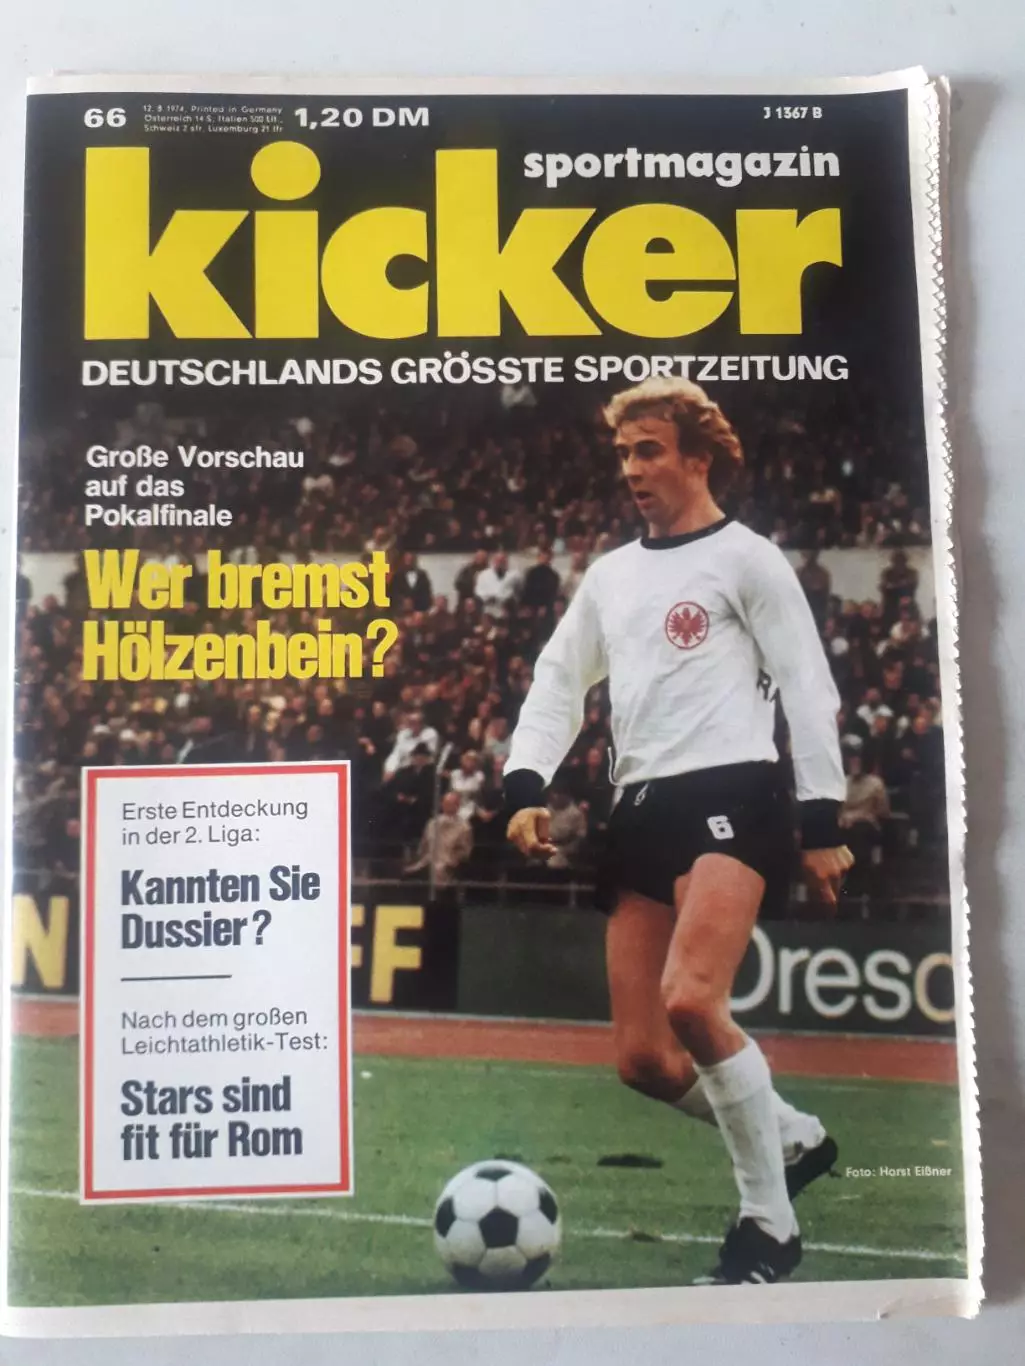 66
12. 8. 1974, Printed in Germany
Österreich 14 S, Italien 500 Lit.,
Schweiz 2 sfr, Luxemburg 21 lfr
1,20 DM
J 1367 B
sportmagazin
kicker
DEUTSCHLANDS GRÖSSTE SPORTZEITUNG
Große Vorschau
auf das
Pokalfinale
Wer bremst
Hölzenbein?
Erste Entdeckung
in der 2. Liga:
Kannten Sie
Dussier?
Nach dem großen
Leichtathletik-Test:
Stars sind
fit für Rom
6
N
FF
Dresd
Foto: Horst Eißner